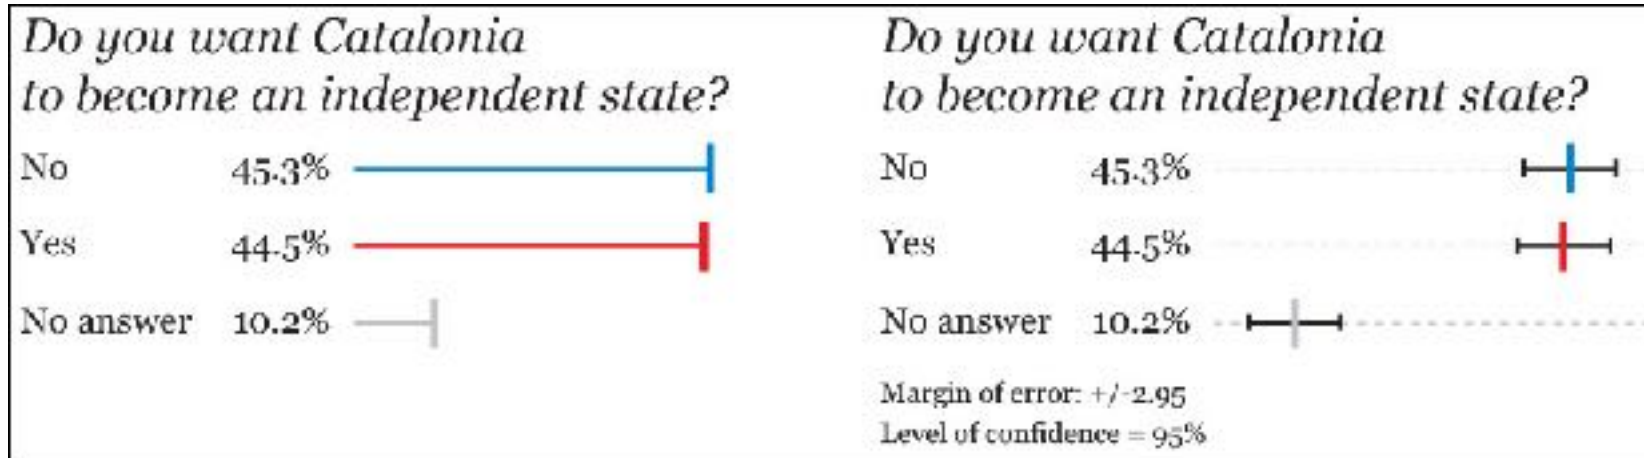 Do you want Catalonia
to become an independent state?
No 45.3%
Yes 44.5%
No answer 10.2%
Do you want Catalonia
to become an independent state?
No 45.3%
Yes 44.5%
No answer 10.2%
Margin of error: +/-2.95
Level of confidence = 95%